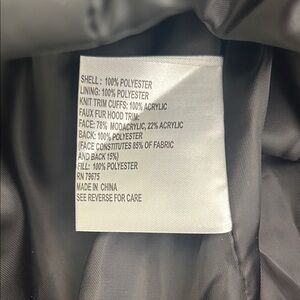 SHELL: 100% POLYESTER
LINING: 100% POLYESTER
KNIT TRIM CUFFS: 100% ACRYLIC
FAUX FUR HOOD TRIM:
FACE: 78% MODACRYLIC, 22% ACRYLIC
BACK: 100% POLYESTER
(FACE CONSTITUTES 85% OF FABRIC
AND BACK 15%)
FILL: 100% POLYESTER
RN 79675
MADE IN CHINA
SEE REVERSE FOR CARE